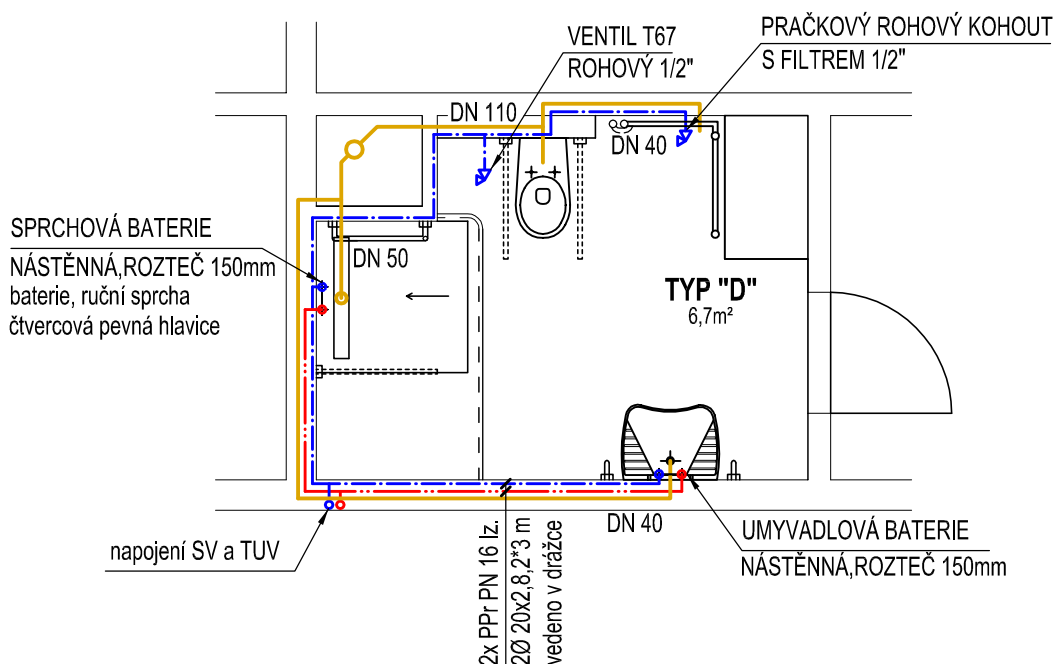 VENTIL T67
ROHOVÝ 1/2"
PRAČKOVÝ ROHOVÝ KOHOUT
S FILTREM 1/2"
DN 110
DN 40
SPRCHOVÁ BATERIE
NÁSTĚNNÁ,ROZTEČ 150mm
baterie, ruční sprcha
čtvercová pevná hlavice
DN 50
TYP "D"
6,7m²
napojení SV a TUV
DN 40
UMYVADLOVÁ BATERIE
NÁSTĚNNÁ,ROZTEČ 150mm
2x PPr PN 16 Iz.
2Ø 20x2,8,2*3 m
vedeno v drážce